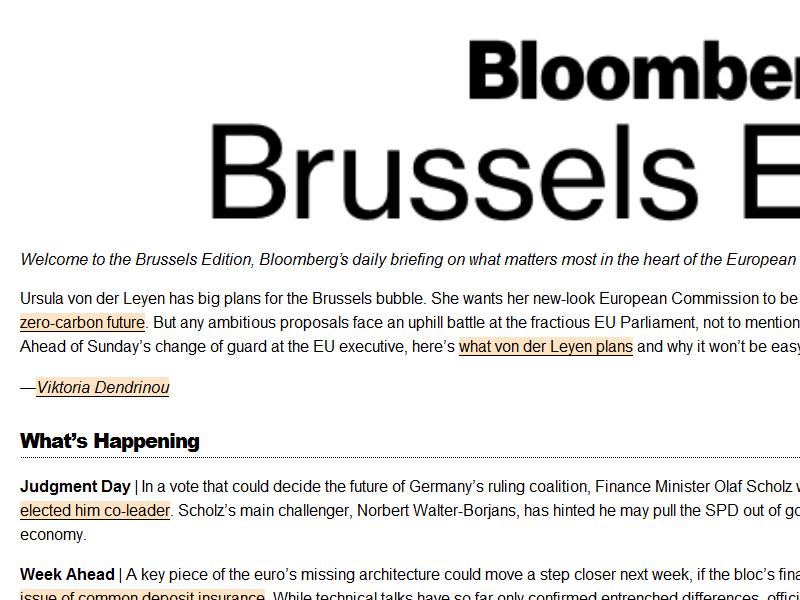 Bloomber
Brussels E
Welcome to the Brussels Edition, Bloomberg's daily briefing on what matters most in the heart of the European
Ursula von der Leyen has big plans for the Brussels bubble. She wants her new-look European Commission to be
zero-carbon future. But any ambitious proposals face an uphill battle at the fractious EU Parliament, not to mention
Ahead of Sunday's change of guard at the EU executive, here's what von der Leyen plans and why it won't be easy
—Viktoria Dendrinou
What's Happening
Judgment Day | In a vote that could decide the future of Germany's ruling coalition, Finance Minister Olaf Scholz
elected him co-leader. Scholz's main challenger, Norbert Walter-Borjans, has hinted he may pull the SPD out of go
economy.
Week Ahead | A key piece of the euro's missing architecture could move a step closer next week, if the bloc's fina
issue of common deposit insurance. While technical talks have so far only confirmed entrenched differences, offici